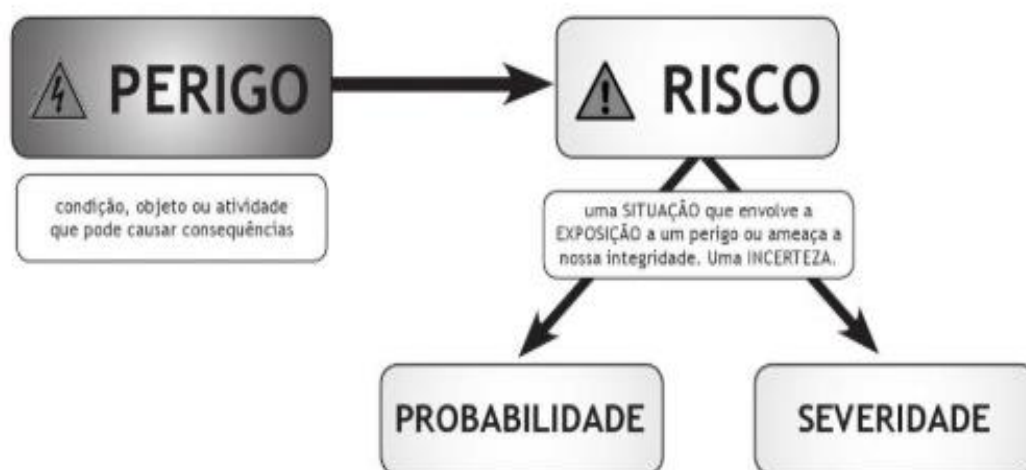 PERIGO
RISCO
condição, objeto ou atividade
que pode causar consequências
uma SITUAÇÃO que envolve a
EXPOSIÇÃO a um perigo ou ameaça a
nossa integridade. Uma INCERTEZA.
PROBABILIDADE
SEVERIDADE